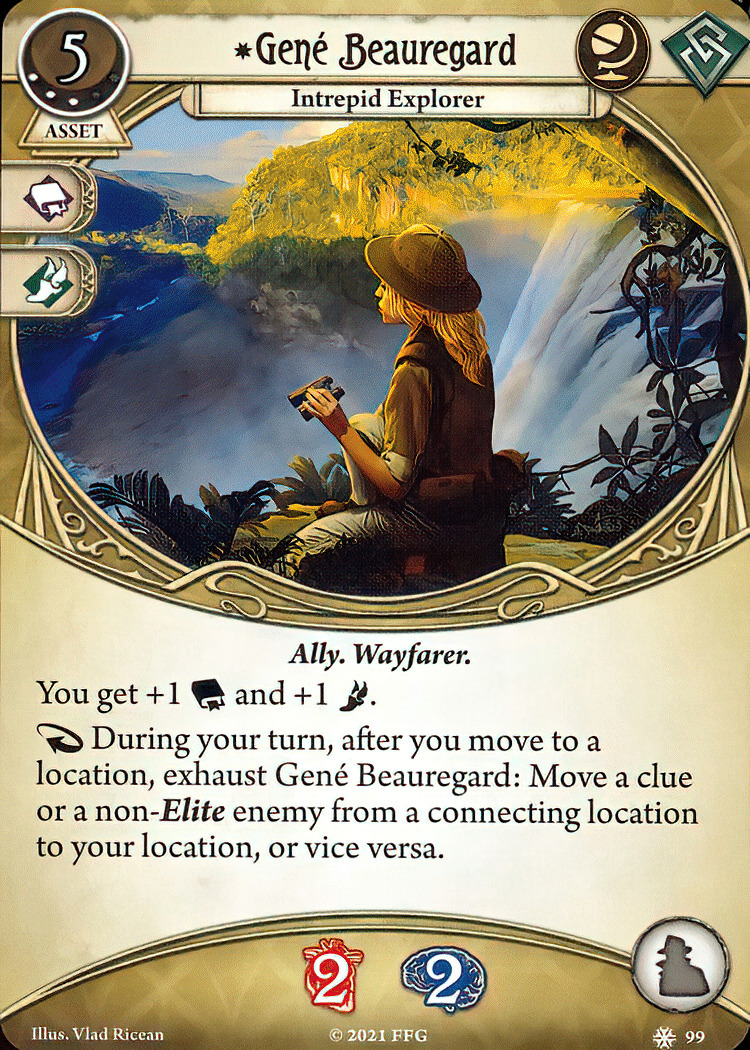 5
*Gené Beauregard
ASSET
Intrepid Explorer
Ally. Wayfarer.
You get +1 and +1 .
During your turn, after you move to a
location, exhaust Gené Beauregard: Move a clue
or a non-Elite enemy from a connecting location
to your location, or vice versa.
2
2
Illus. Vlad Ricean
© 2021 FFG
99